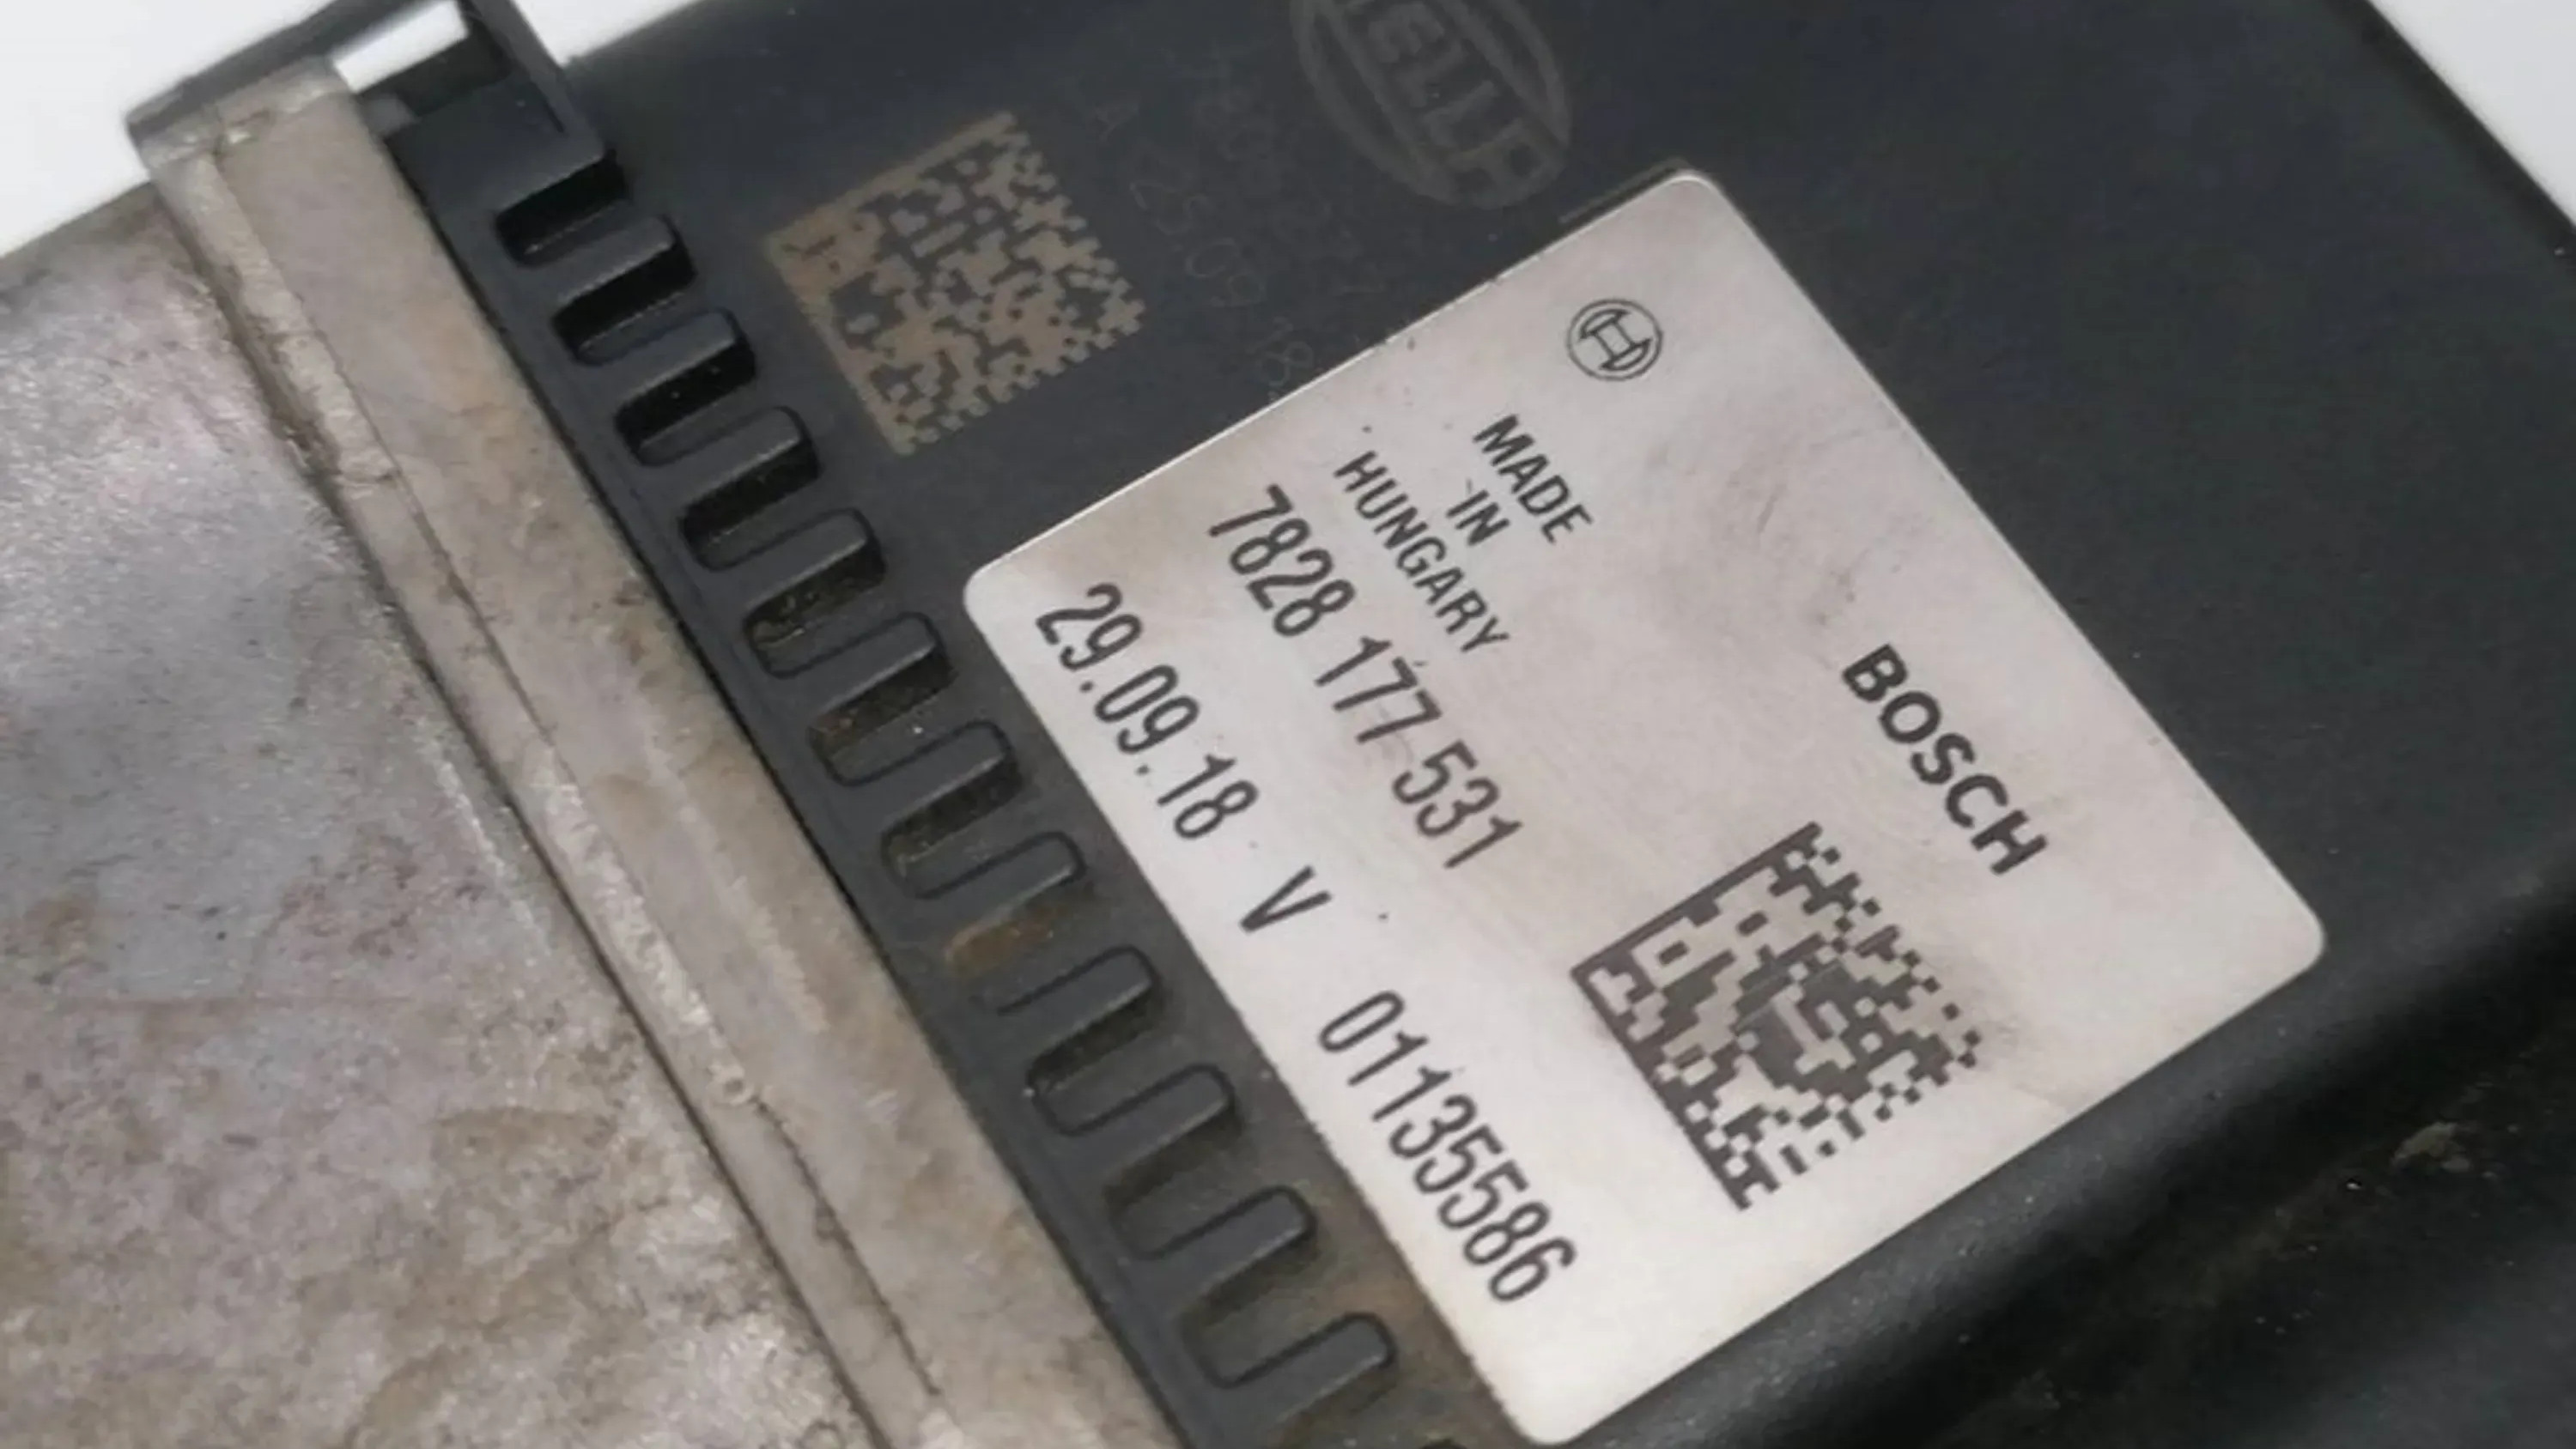 HELLA
MADE
IN
HUNGARY
BOSCH
7828 177 531
29.09.18 V 01135586